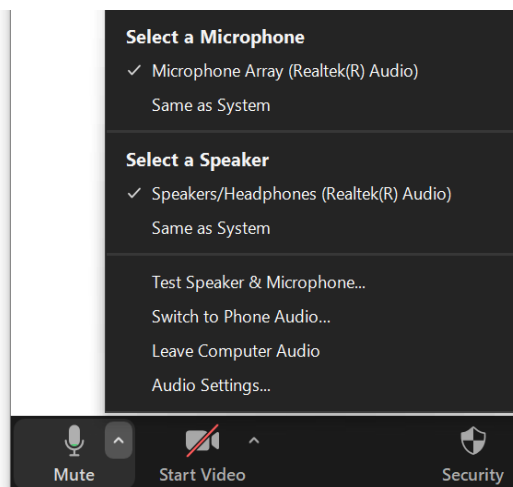 Select a Microphone
Microphone Array (Realtek(R) Audio)
Same as System
Select a Speaker
Speakers/Headphones (Realtek(R) Audio)
Same as System
Test Speaker & Microphone...
Switch to Phone Audio...
Leave Computer Audio
Audio Settings...
Mute
Start Video
Security